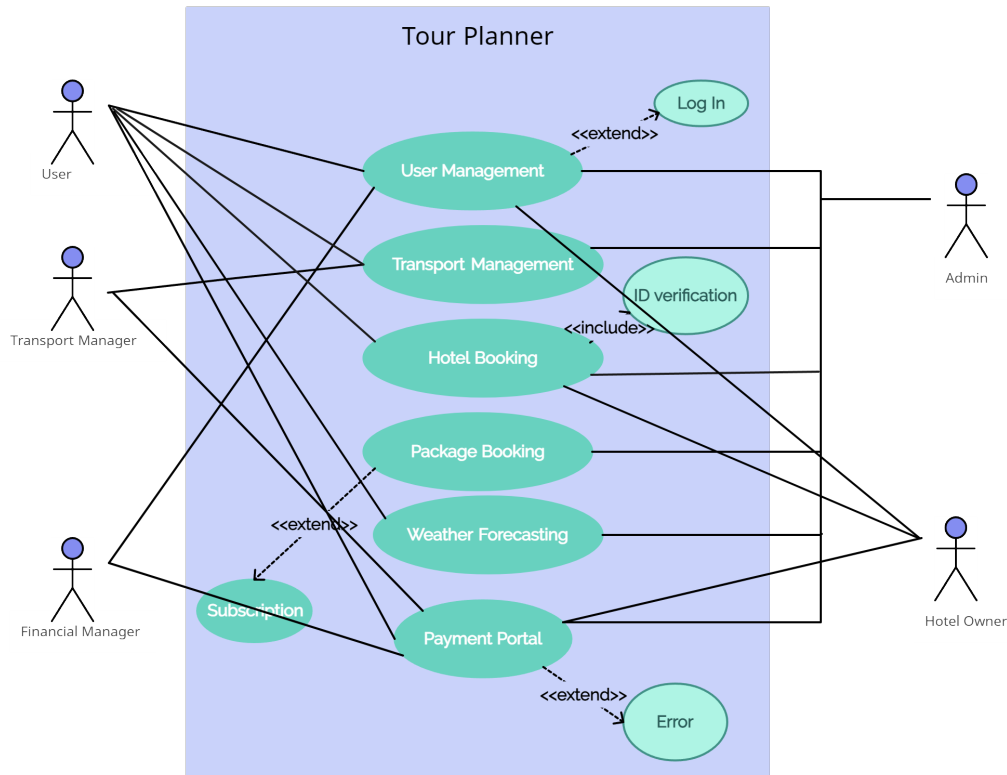 Tour Planner
Log In
<<extend>>
User Management
User
Admin
Transport Management
ID verification
<<include>>
Transport Manager
Hotel Booking
Package Booking
<<extend>>
Weather Forecasting
Subscription
Hotel Owner
Financial Manager
Payment Portal
<<extend>>
Error